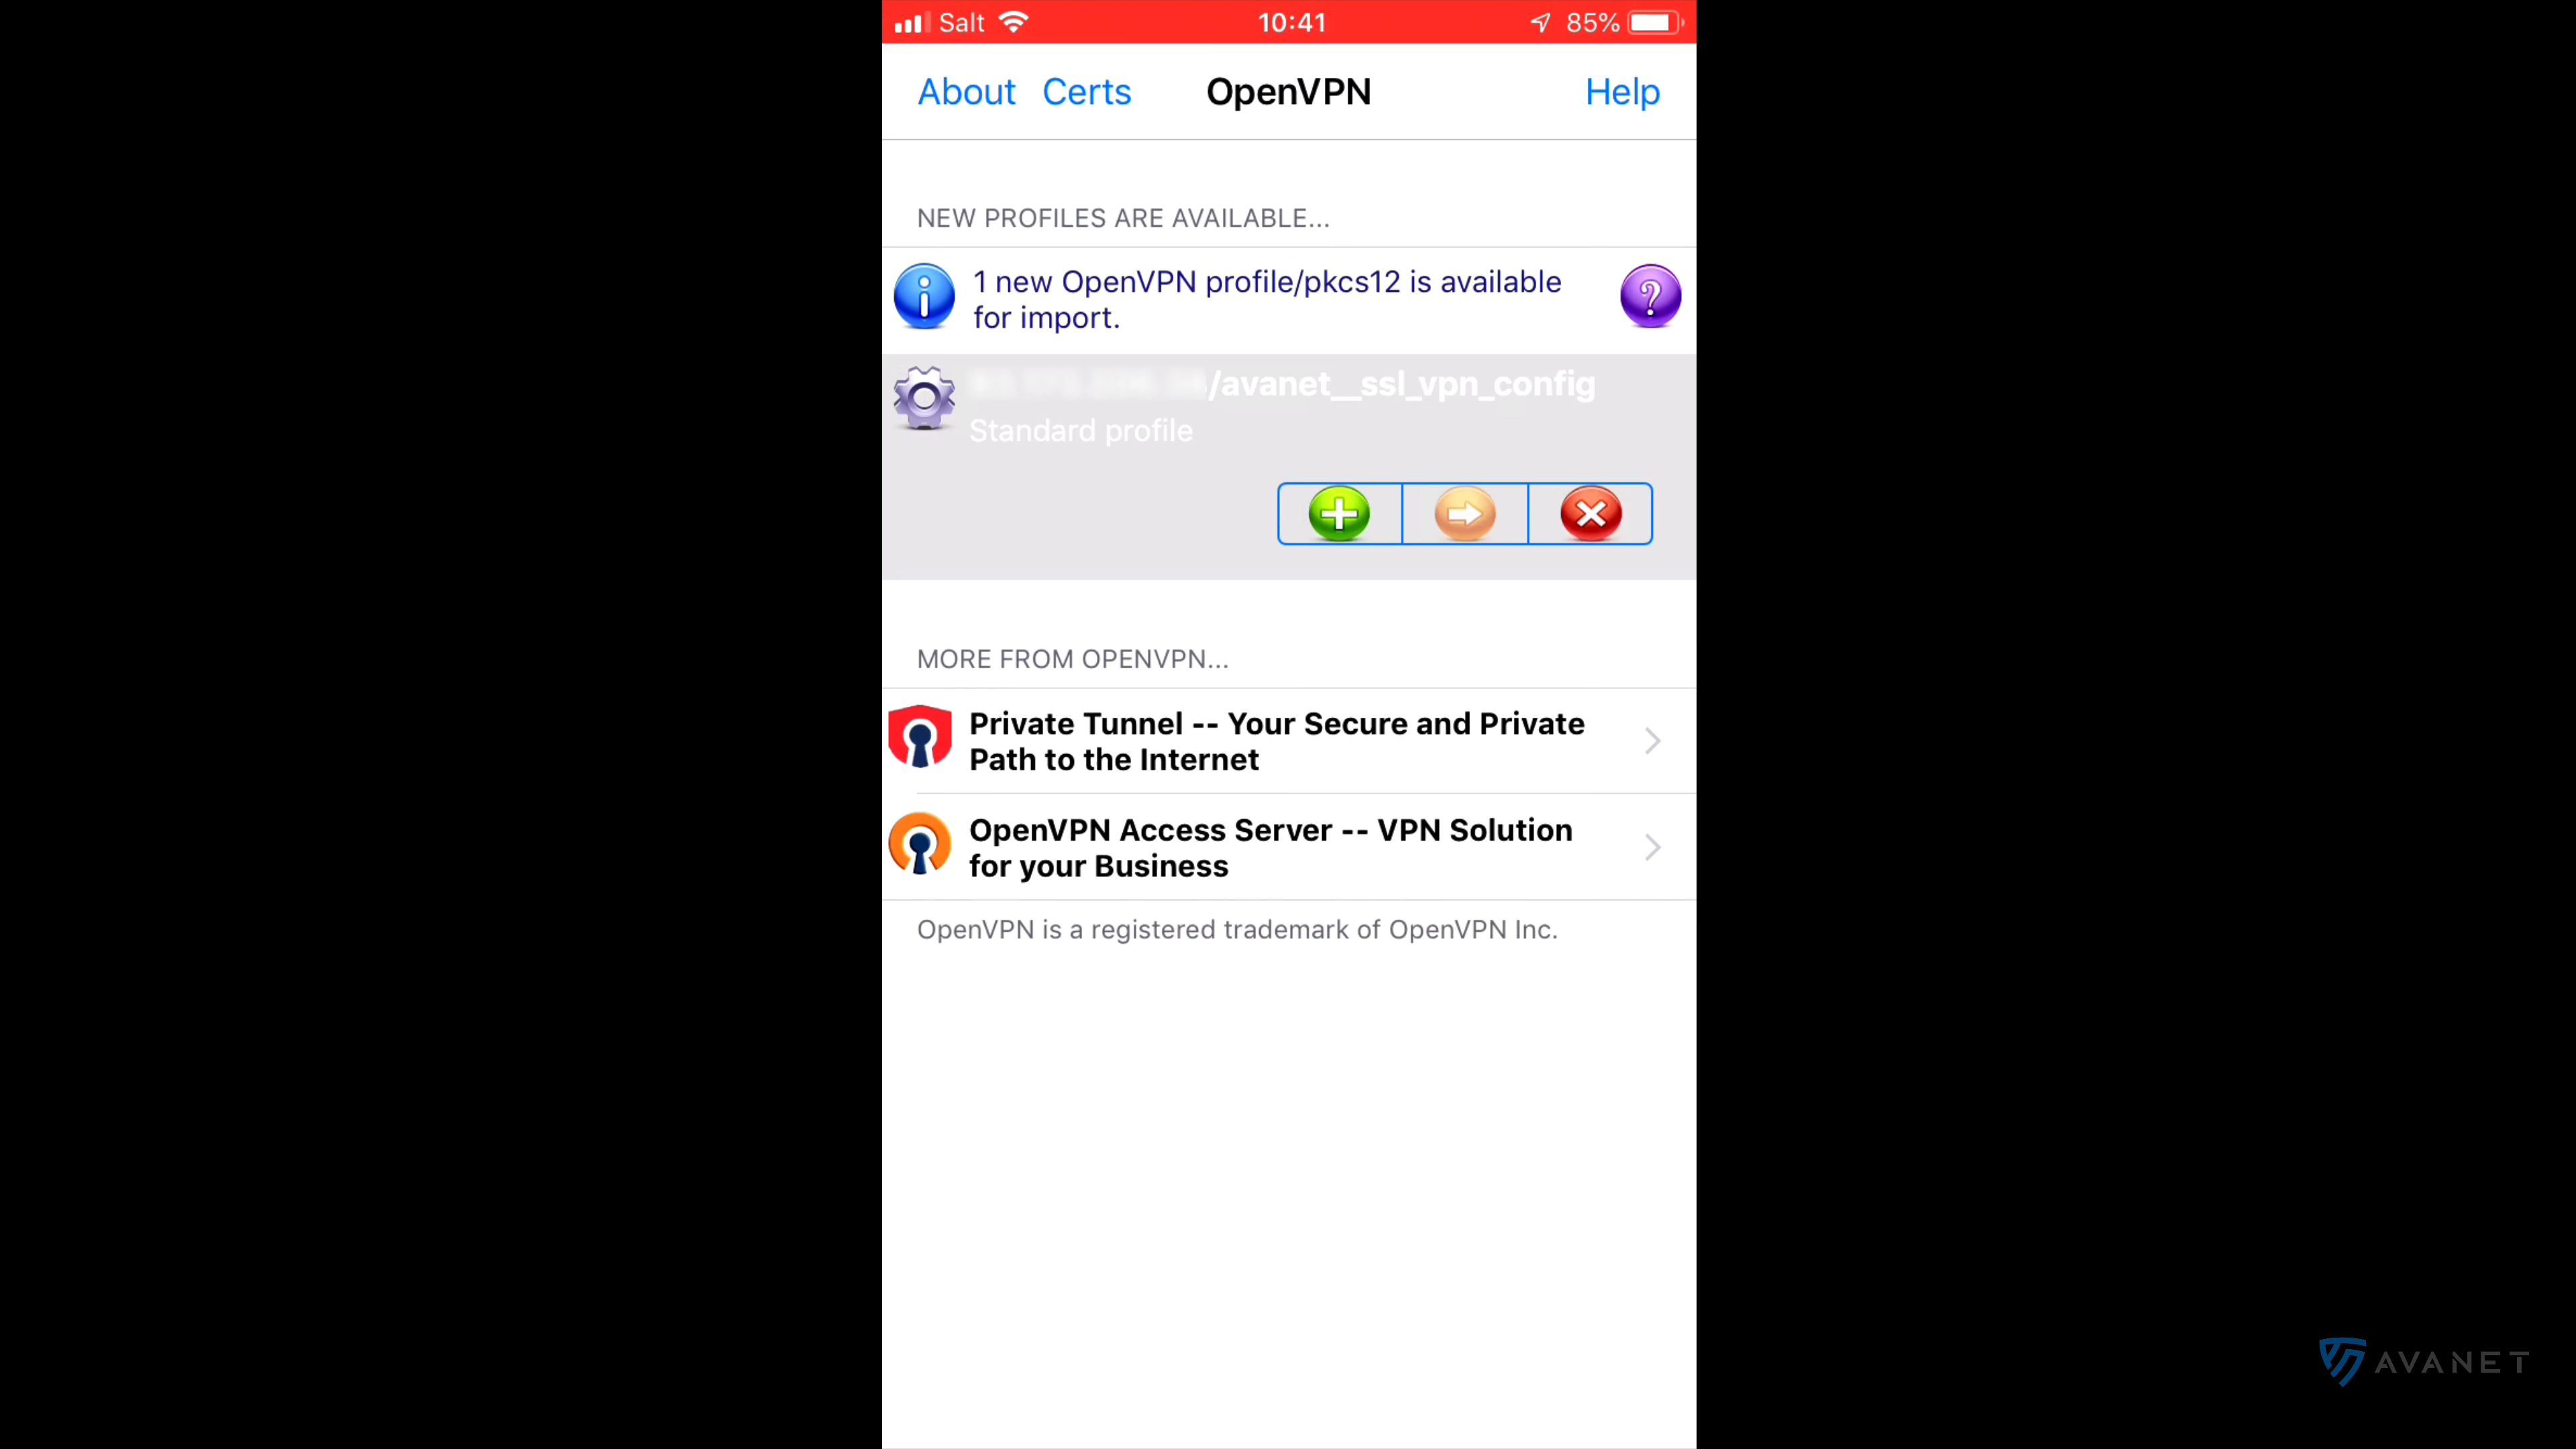 Salt 10:41 85%
About Certs OpenVPN Help
NEW PROFILES ARE AVAILABLE...
1 new OpenVPN profile/pkcs12 is available
for import.
/avanet__ssl_vpn_config
Standard profile
MORE FROM OPENVPN...
Private Tunnel -- Your Secure and Private
Path to the Internet
OpenVPN Access Server -- VPN Solution
for your Business
OpenVPN is a registered trademark of OpenVPN Inc.
AVANET